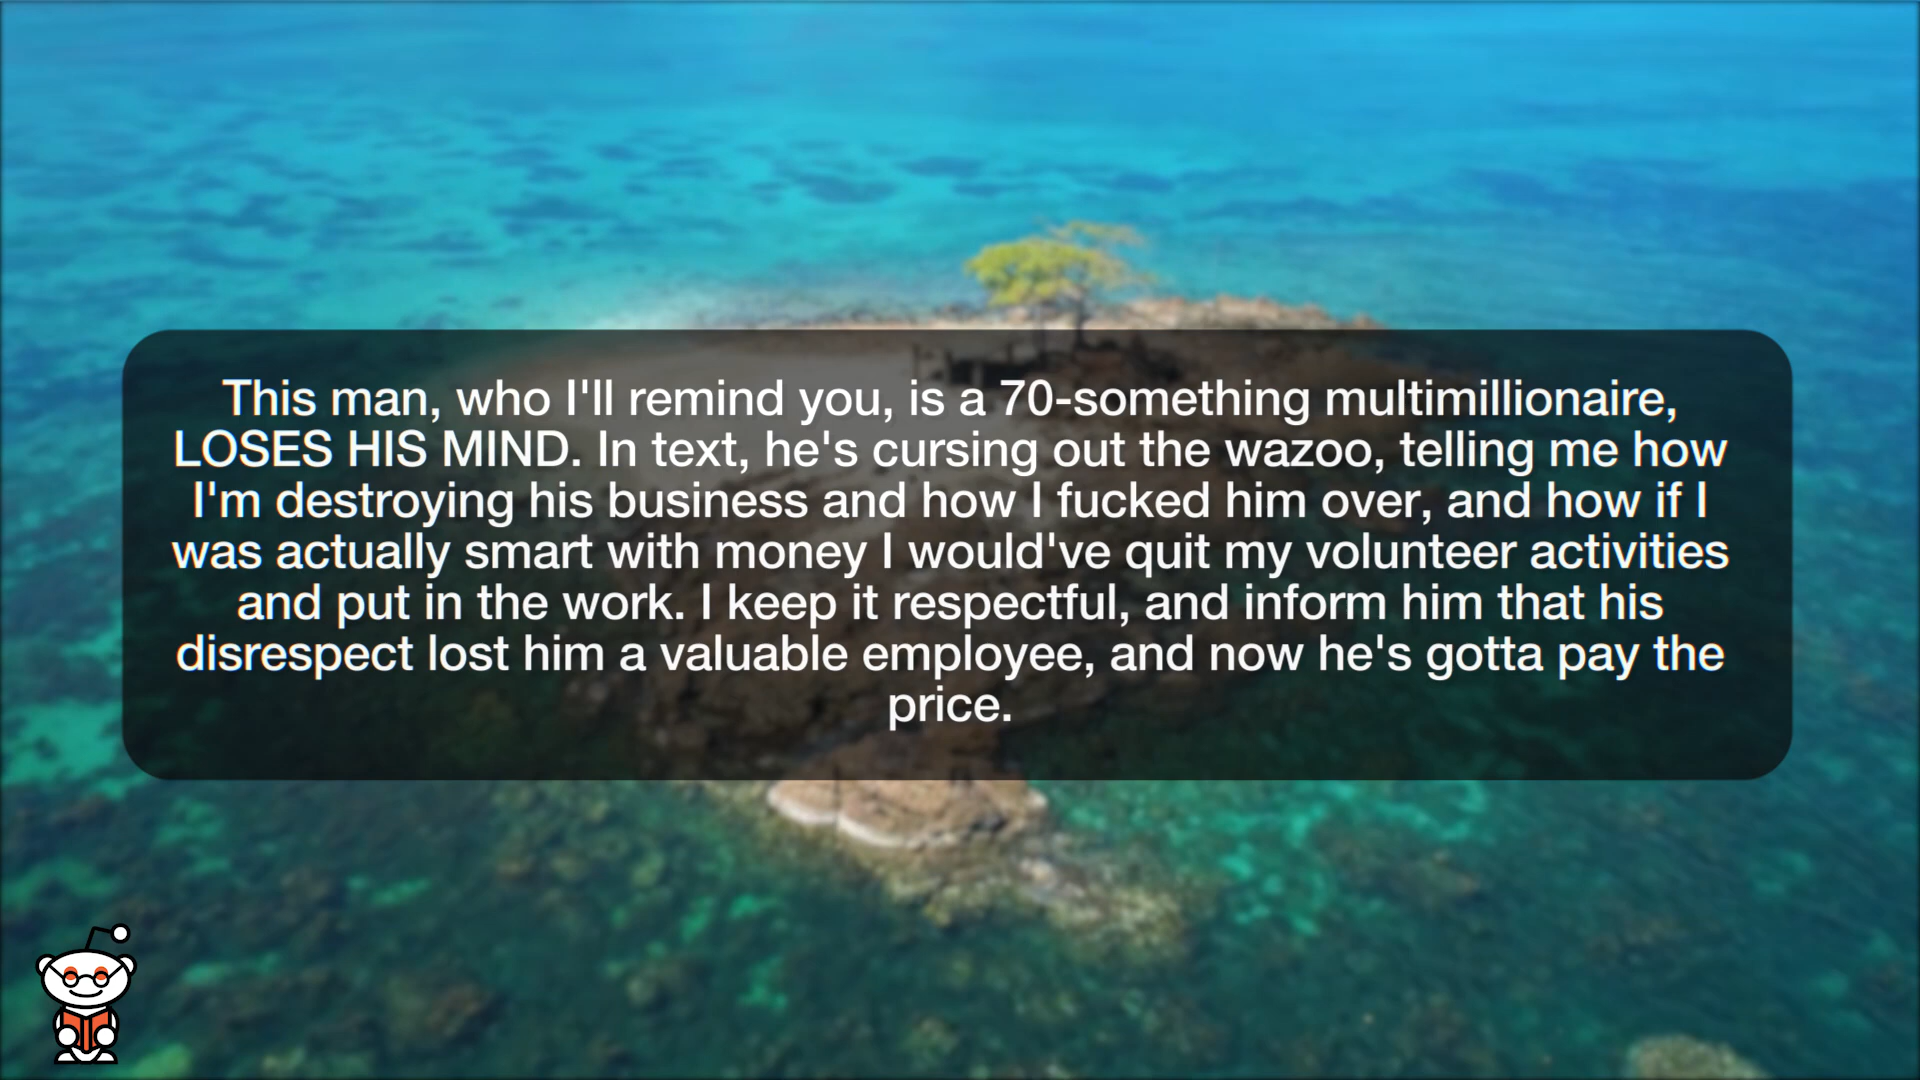 This man, who I'll remind you, is a 70-something multimillionaire,
LOSES HIS MIND. In text, he's cursing out the wazoo, telling me how
I'm destroying his business and how I fucked him over, and how if I
was actually smart with money I would've quit my volunteer activities
and put in the work. I keep it respectful, and inform him that his
disrespect lost him a valuable employee, and now he's gotta pay the
price.